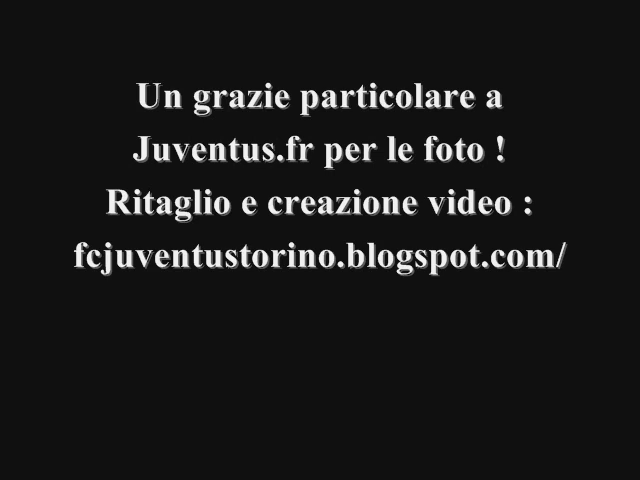 Un grazie particolare a
Juventus.fr per le foto !
Ritaglio e creazione video :
fcjuventustorino.blogspot.com/